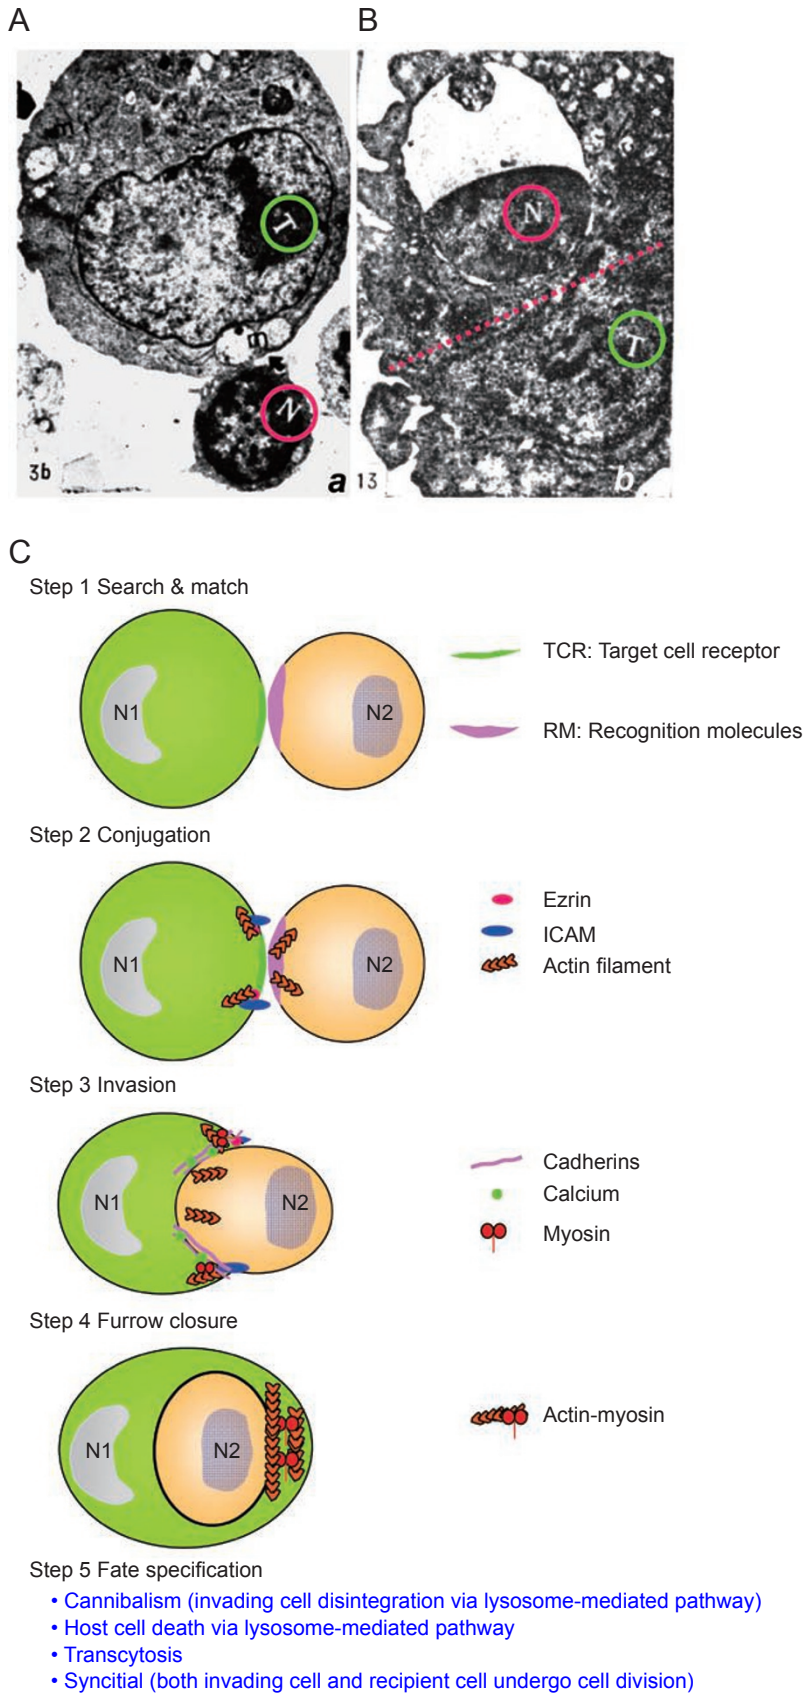 A
B
m
T
m
N
3b
a
N
T
13
b
C
Step 1 Search & match
N1
N2
TCR: Target cell receptor
RM: Recognition molecules
Step 2 Conjugation
N1
N2
Ezrin
ICAM
Actin filament
Step 3 Invasion
N1
N2
Cadherins
Calcium
Myosin
Step 4 Furrow closure
N1
N2
Actin-myosin
Step 5 Fate specification
• Cannibalism (invading cell disintegration via lysosome-mediated pathway)
• Host cell death via lysosome-mediated pathway
• Transcytosis
• Syncitial (both invading cell and recipient cell undergo cell division)